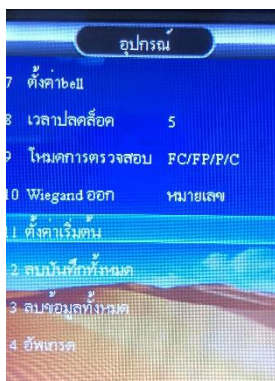 อุปกรณ์
7 ตั้งค่าbell
8 เวลาปลดล็อค 5
9 โหมดการตรวจสอบ FC/FP/P/C
10 Wiegand ออก หมายเลข
11 ตั้งค่าเริ่มต้น
2 ลบบันทึกทั้งหมด
3 ลบข้อมูลทั้งหมด
4 อัพเกรด